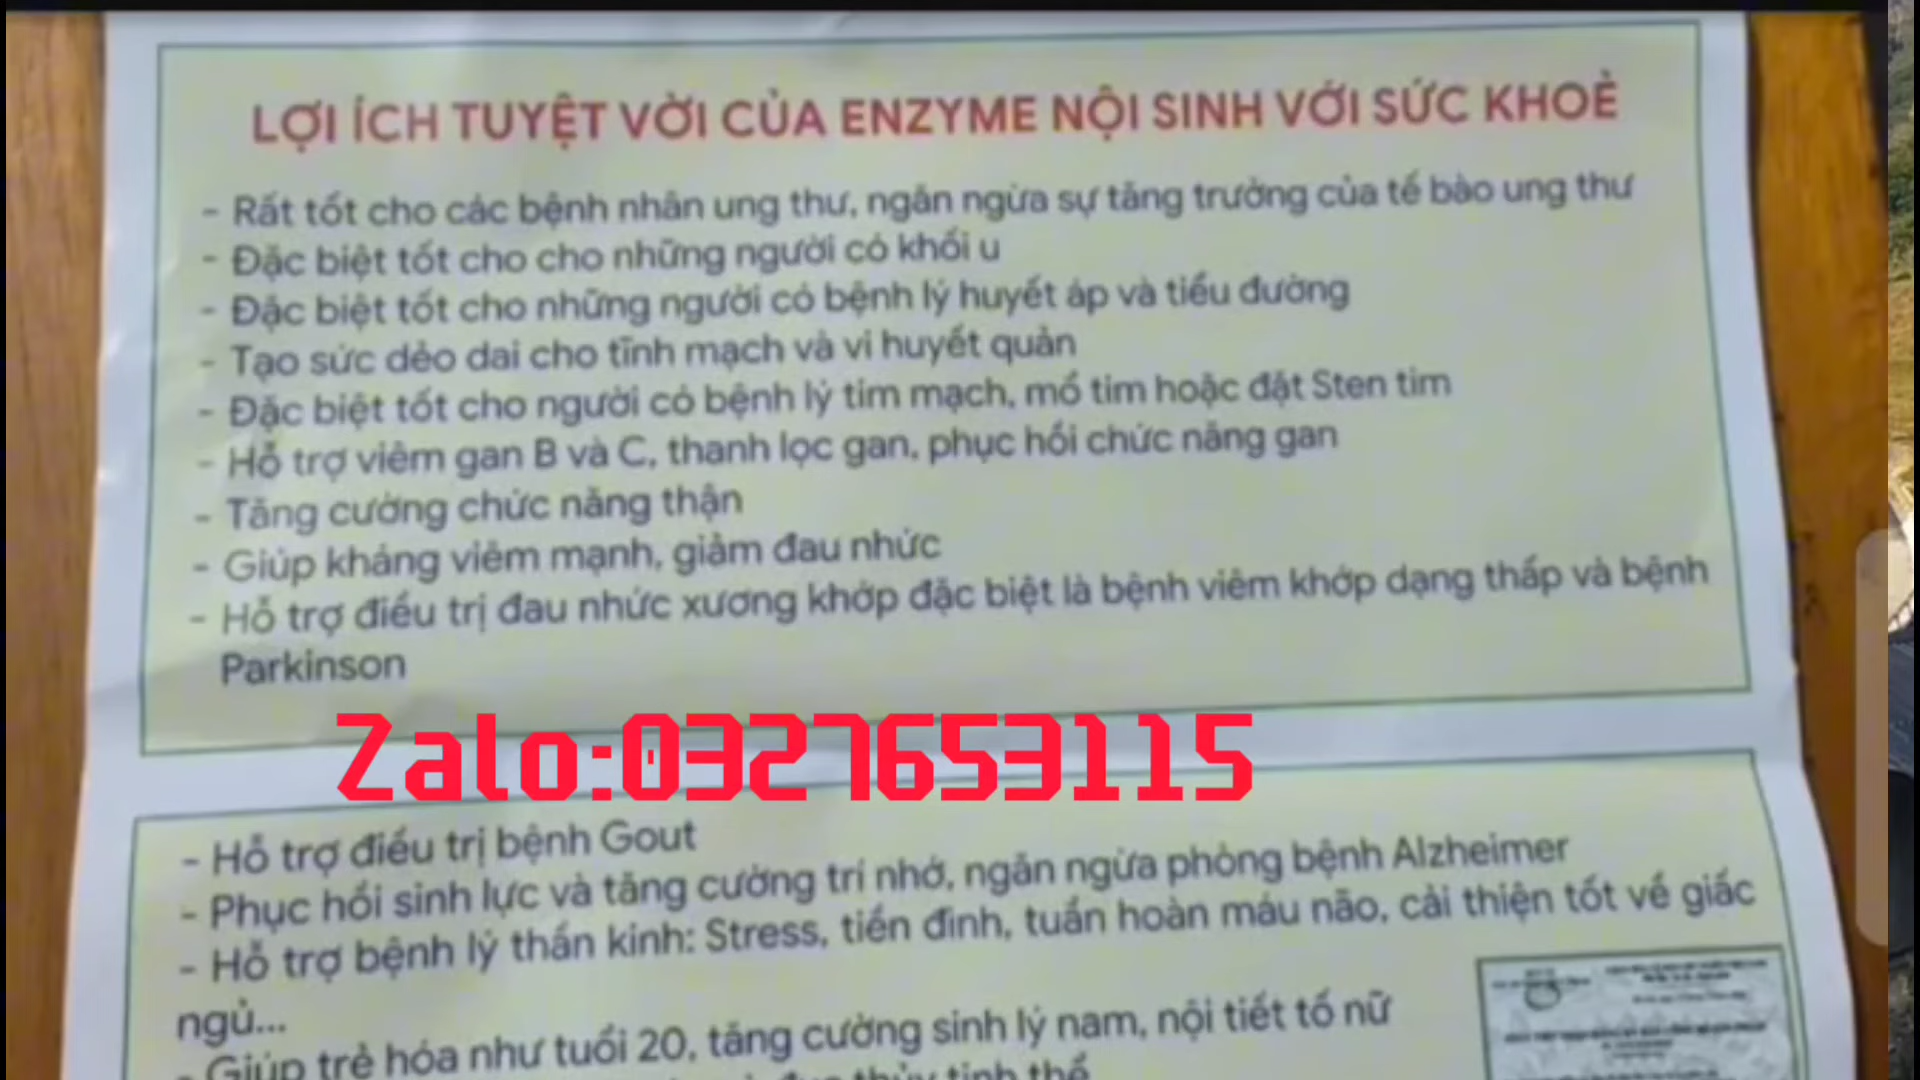 LỢI ÍCH TUYỆT VỜI CỦA ENZYME NỘI SINH VỚI SỨC KHOẺ
- Rất tốt cho các bệnh nhân ung thư, ngăn ngừa sự tăng trưởng của tế bào ung thư
- Đặc biệt tốt cho cho những người có khối u
- Đặc biệt tốt cho những người có bệnh lý huyết áp và tiểu đường
- Tạo sức dẻo dai cho tĩnh mạch và vi huyết quản
- Đặc biệt tốt cho người có bệnh lý tim mạch, mổ tim hoặc đặt Sten tim
- Hỗ trợ viêm gan B và C, thanh lọc gan, phục hồi chức năng gan
- Tăng cường chức năng thận
- Giúp kháng viêm mạnh, giảm đau nhức
- Hỗ trợ điều trị đau nhức xương khớp đặc biệt là bệnh viêm khớp dạng thấp và bệnh
Parkinson
Zalo:0327653115
- Hỗ trợ điều trị bệnh Gout
- Phục hồi sinh lực và tăng cường trí nhớ, ngăn ngừa phòng bệnh Alzheimer
- Hỗ trợ bệnh lý thần kinh: Stress, tiền đình, tuần hoàn máu não, cải thiện tốt về giấc
ngủ...
- Giúp trẻ hóa như tuổi 20, tăng cường sinh lý nam, nội tiết tố nữ
thủy tinh thể